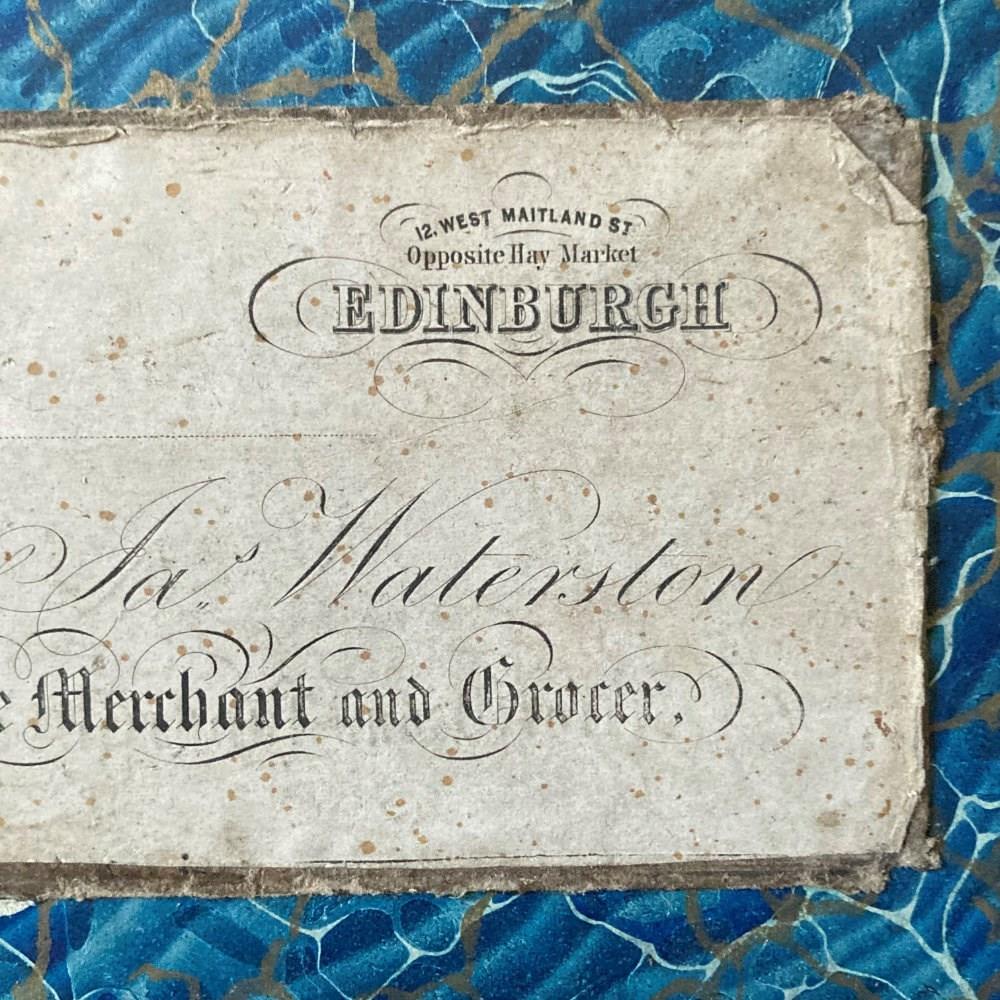 12, WEST MAITLAND ST
Opposite Hay Market
EDINBURGH
Jas Waterston
e Merchant and Grocer.